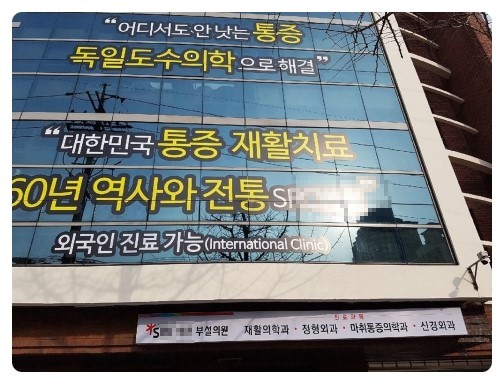 “어디서도 안 낫는 통증
독일도수의학으로 해결”
“대한민국 통증 재활치료
60년 역사와 전통 ”
외국인 진료 가능(International Clinic)
진료과목
부설의원 재활의학과 · 정형외과 · 마취통증의학과 · 신경외과